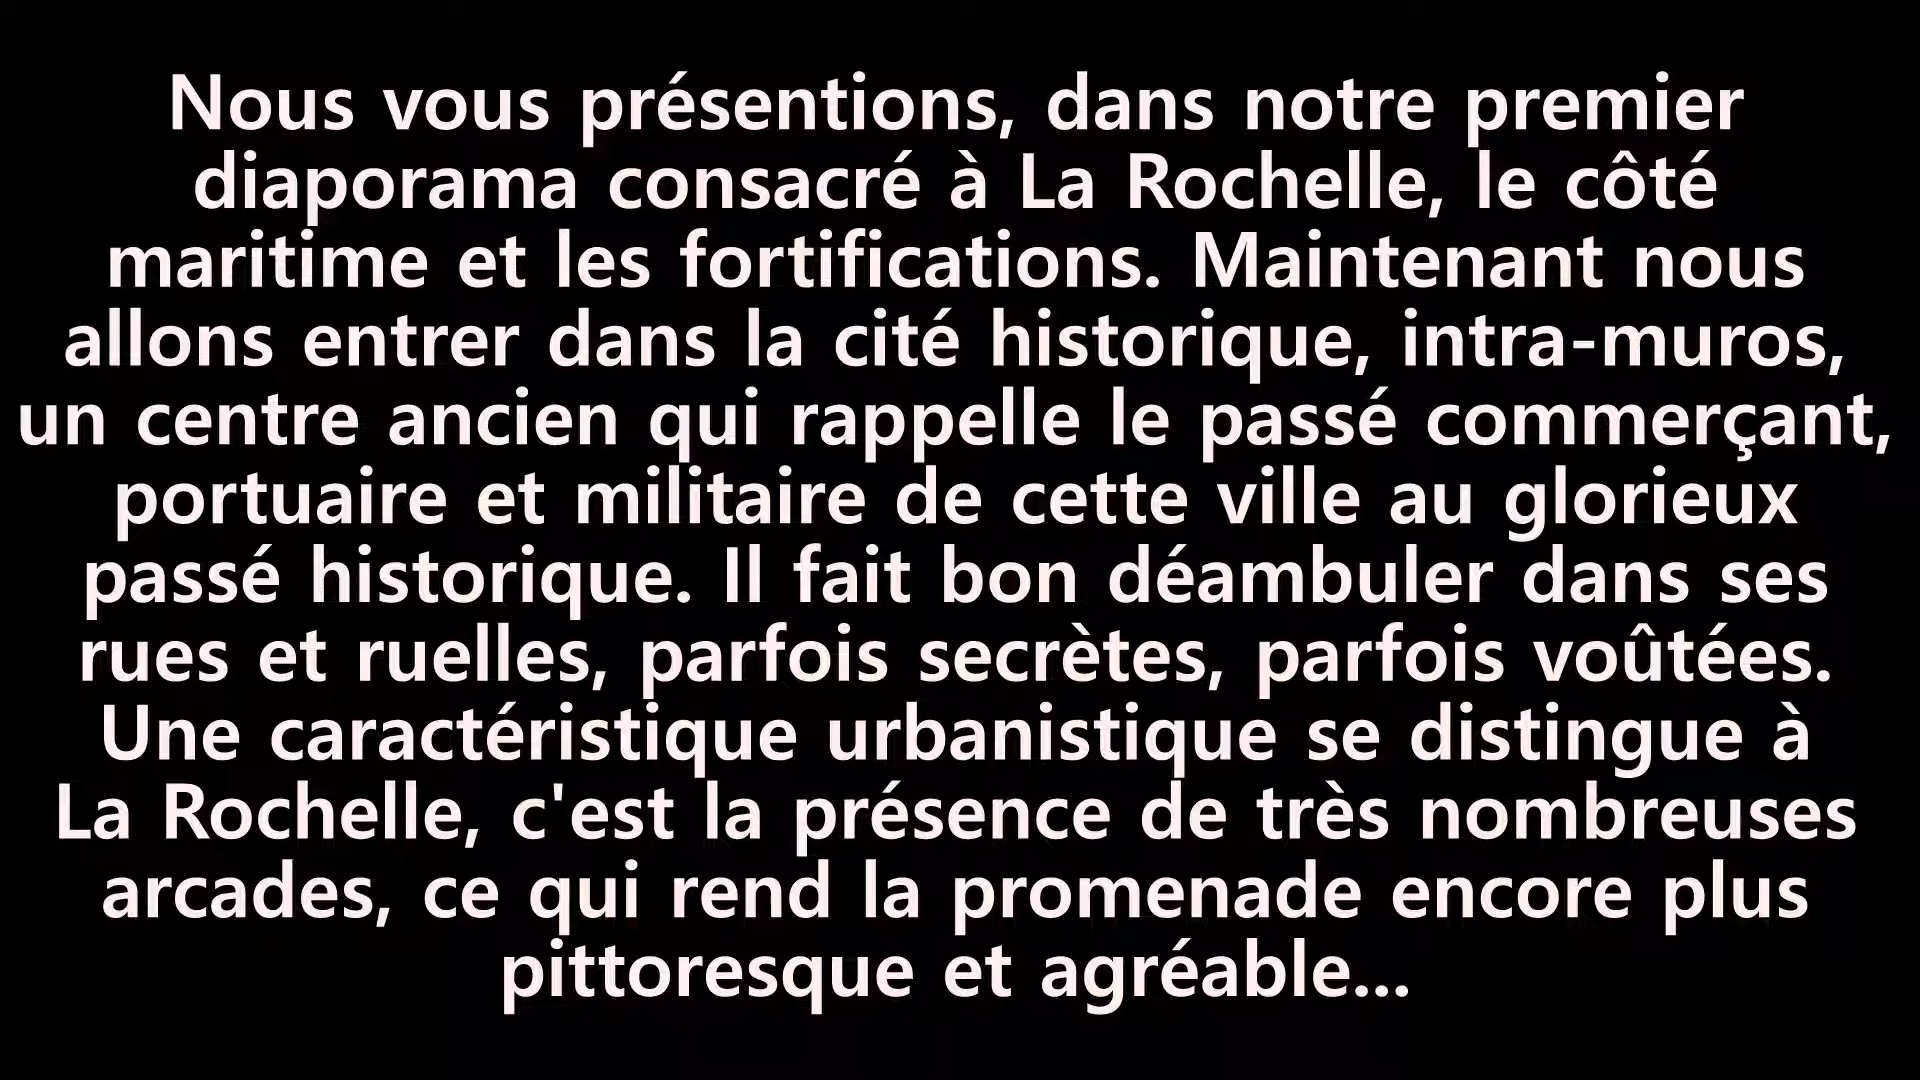 Nous vous présentions, dans notre premier
diaporama consacré à La Rochelle, le côté
maritime et les fortifications. Maintenant nous
allons entrer dans la cité historique, intra-muros,
un centre ancien qui rappelle le passé commerçant,
portuaire et militaire de cette ville au glorieux
passé historique. Il fait bon déambuler dans ses
rues et ruelles, parfois secrètes, parfois voûtées.
Une caractéristique urbanistique se distingue à
La Rochelle, c'est la présence de très nombreuses
arcades, ce qui rend la promenade encore plus
pittoresque et agréable...